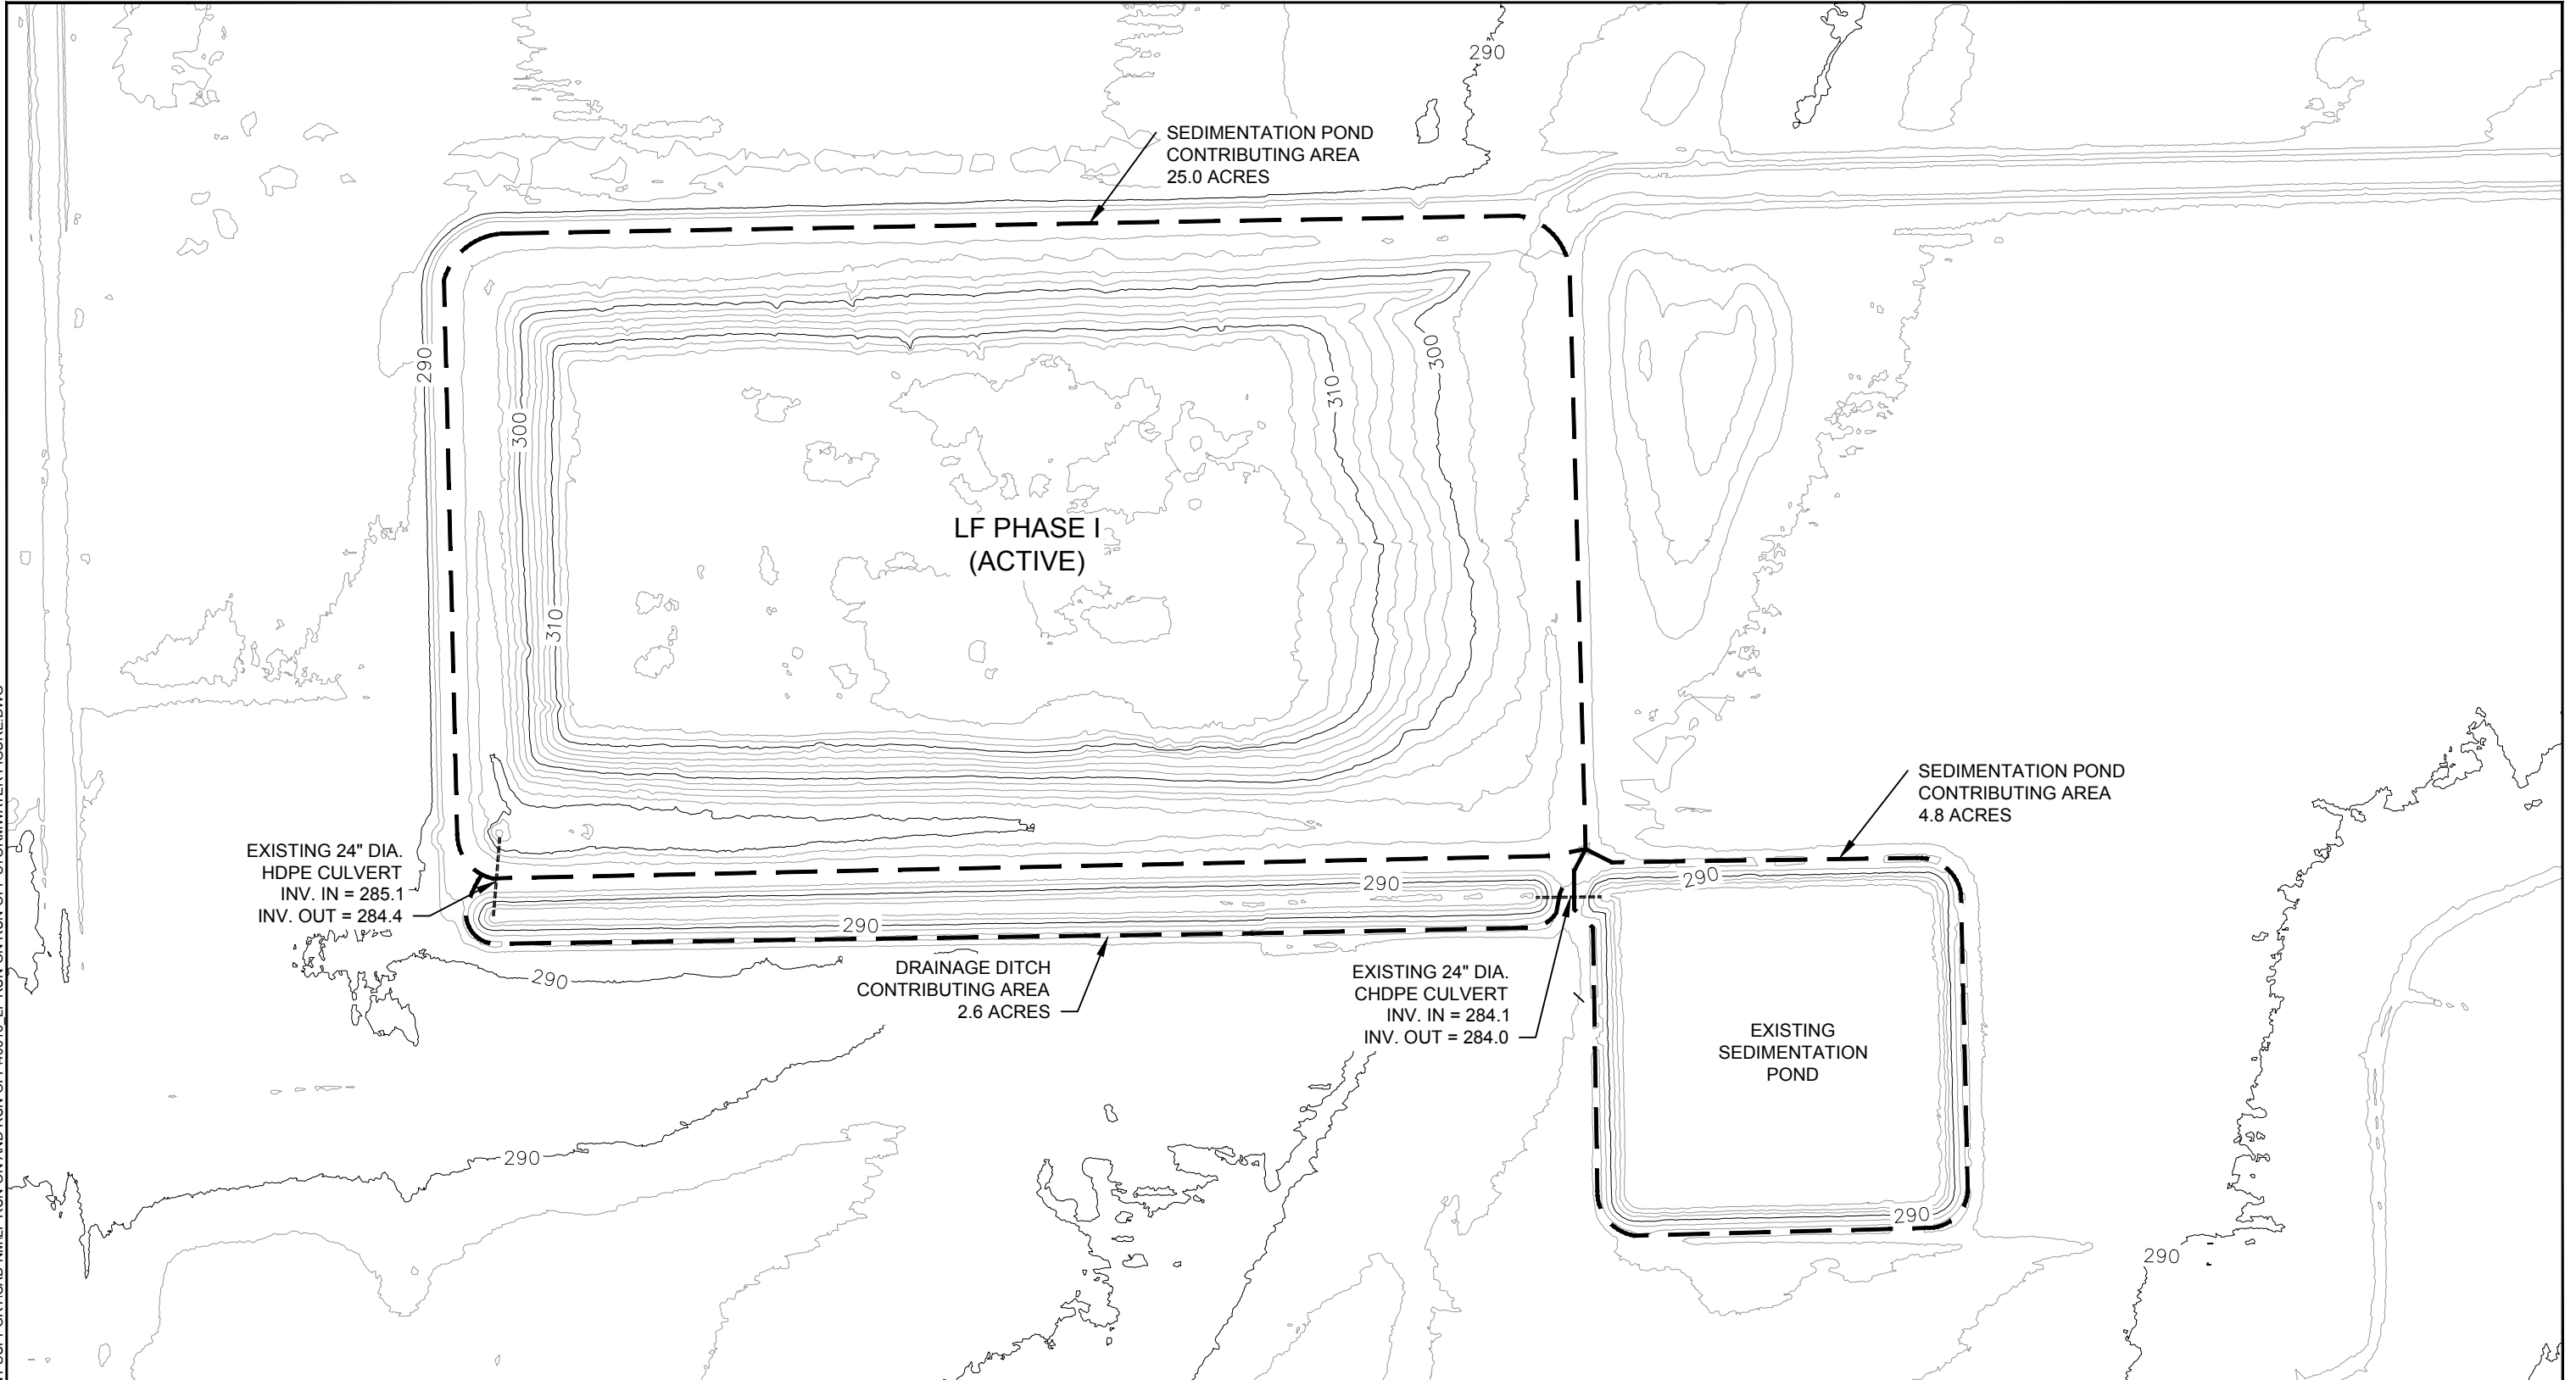 290
SEDIMENTATION POND
CONTRIBUTING AREA
25.0 ACRES
290
300
310
300
LF PHASE I
(ACTIVE)
310
SEDIMENTATION POND
CONTRIBUTING AREA
4.8 ACRES
EXISTING 24" DIA.
HDPE CULVERT
INV. IN = 285.1
INV. OUT = 284.4
290
290
290
290
DRAINAGE DITCH
CONTRIBUTING AREA
2.6 ACRES
EXISTING 24" DIA.
CHDPE CULVERT
INV. IN = 284.1
INV. OUT = 284.0
EXISTING
SEDIMENTATION
POND
290
290
290